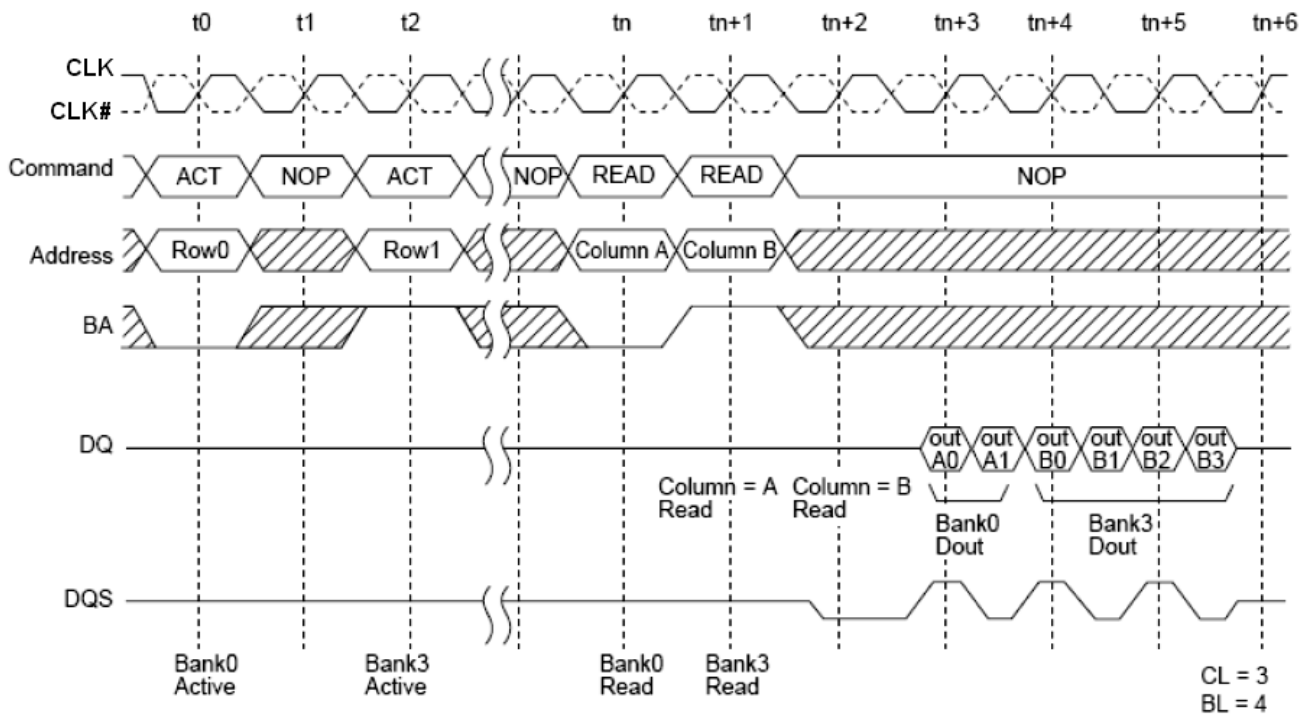 t0 t1 t2 tn tn+1 tn+2 tn+3 tn+4 tn+5 tn+6
CLK
CLK#
Command ACT NOP ACT NOP READ READ NOP
Address Row0 Row1 Column A Column B
BA
DQ out A0 out A1 out B0 out B1 out B2 out B3
Column = A Column = B
Read Read
Bank0 Bank3
Dout Dout
DQS
Bank0 Bank3 Bank0 Bank3
Active Active Read Read
CL = 3
BL = 4